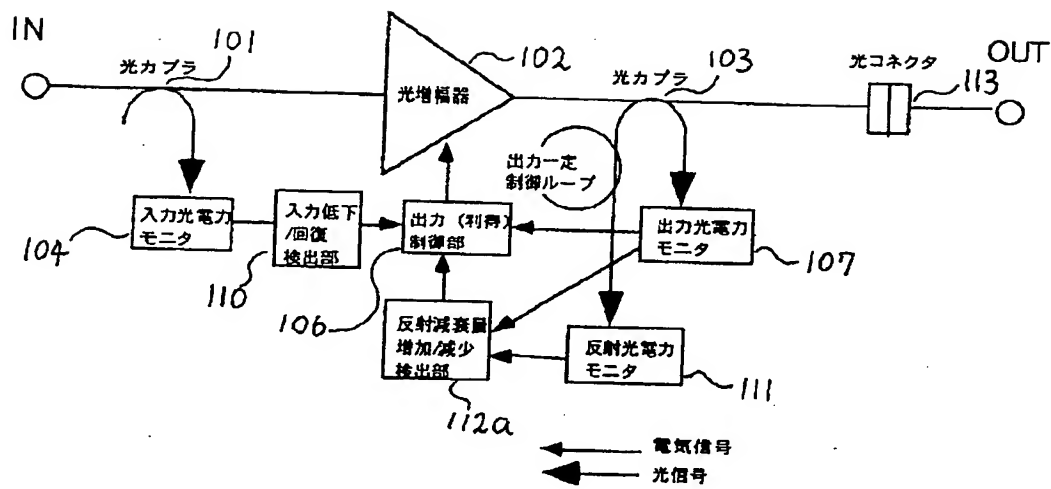 IN
光カプラ
101
光増幅器
102
光カプラ
103
光コネクタ
OUT
113
出力一定
制御ループ
入力光電力
モニタ
104
入力低下
/回復
検出部
110
出力（利得）
制御部
106
出力光電力
モニタ
107
反射減衰量
増加/減少
検出部
112a
反射光電力
モニタ
111
電気信号
光信号